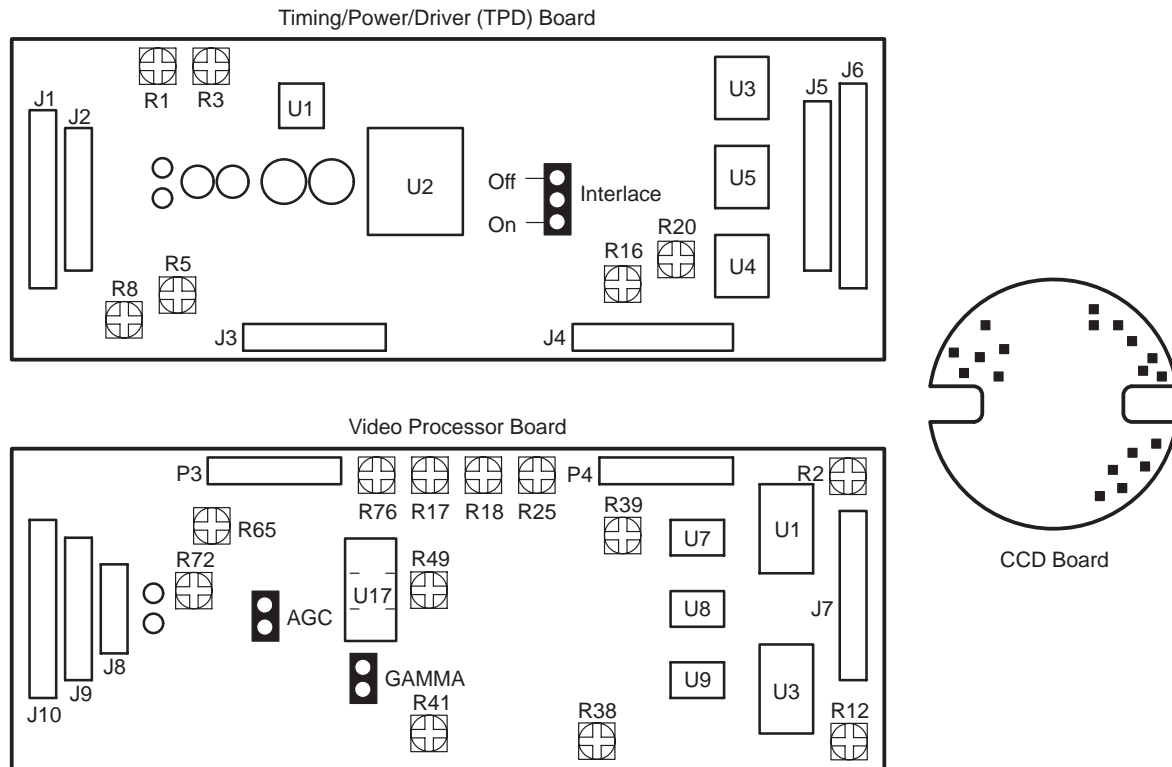 Timing/Power/Driver (TPD) Board
J1
J2
R1
R3
U1
U2
Off
On
Interlace
U3
U5
U4
J5
J6
R16
R20
R8
R5
J3
J4
Video Processor Board
P3
R76
R17
R18
R25
P4
R39
R2
R65
R72
AGC
U17
R49
U7
U8
U9
U1
U3
J7
J8
J9
J10
GAMMA
R41
R38
R12
CCD Board